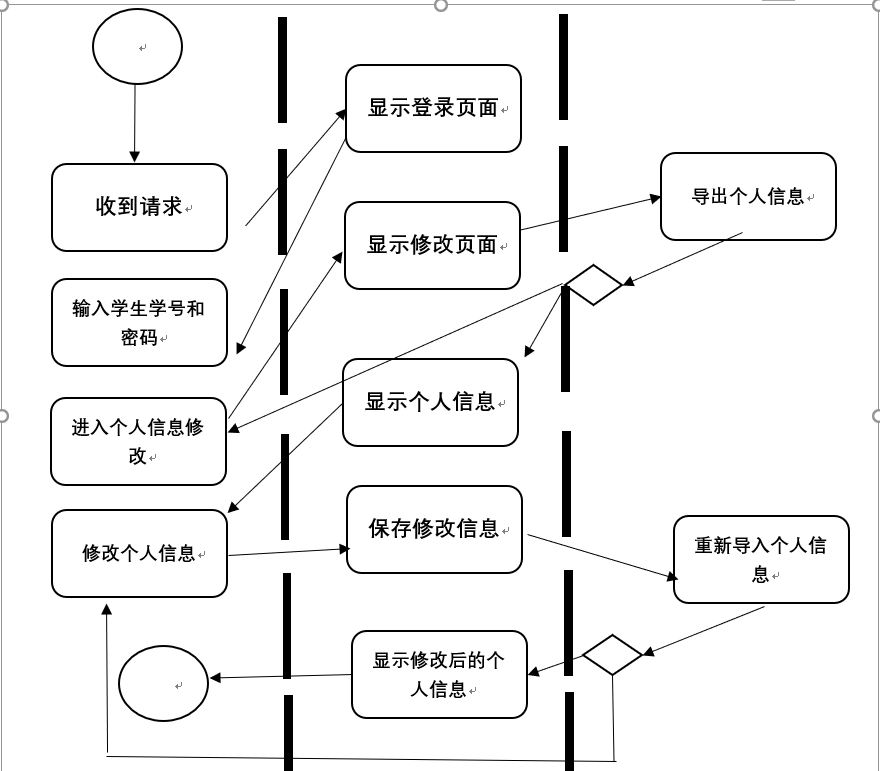 显示登录页面
收到请求
导出个人信息
显示修改页面
输入学生学号和
密码
显示个人信息
进入个人信息修
改
保存修改信息
修改个人信息
重新导入个人信
息
显示修改后的个
人信息